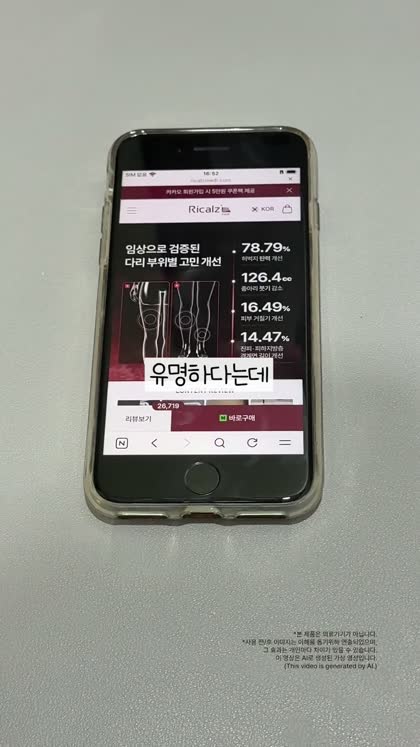 SIM 없음
16:52
카카오 회원가입 시 5만원 쿠폰팩 제공
Ricalz
KOR
임상으로 검증된
다리 부위별 고민 개선
78.79%
허벅지 탄력 개선
126.4cc
종아리 붓기 감소
16.49%
피부 거칠기 개선
14.47%
진피·피하지방층
경계면 길이 개선
유명하다는데
CONTENT REVIEW
26,719
리뷰보기
N 바로구매
*본 제품은 의료기기가 아닙니다.
*사용 전/후 이미지는 이해를 돕기위해 연출되었으며,
그 효과는 개인마다 차이가 있을 수 있습니다.
이 영상은 AI로 생성된 가상 영상입니다.
(This video is generated by AI.)